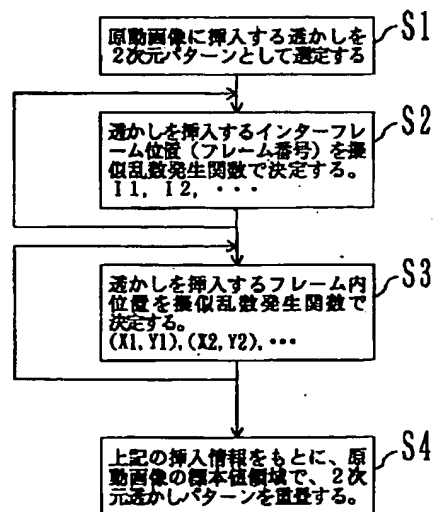 原動画像に挿入する透かしを
2次元パターンとして選定する
S1
透かしを挿入するインターフレ
ーム位置（フレーム番号）を擬
似乱数発生関数で決定する。
I1, I2, ・・・
S2
透かしを挿入するフレーム内
位置を擬似乱数発生関数で
決定する。
(X1,Y1),(X2,Y2),・・・
S3
上記の挿入情報をもとに、原
動画像の標本値領域で、2次
元透かしパターンを重畳する。
S4